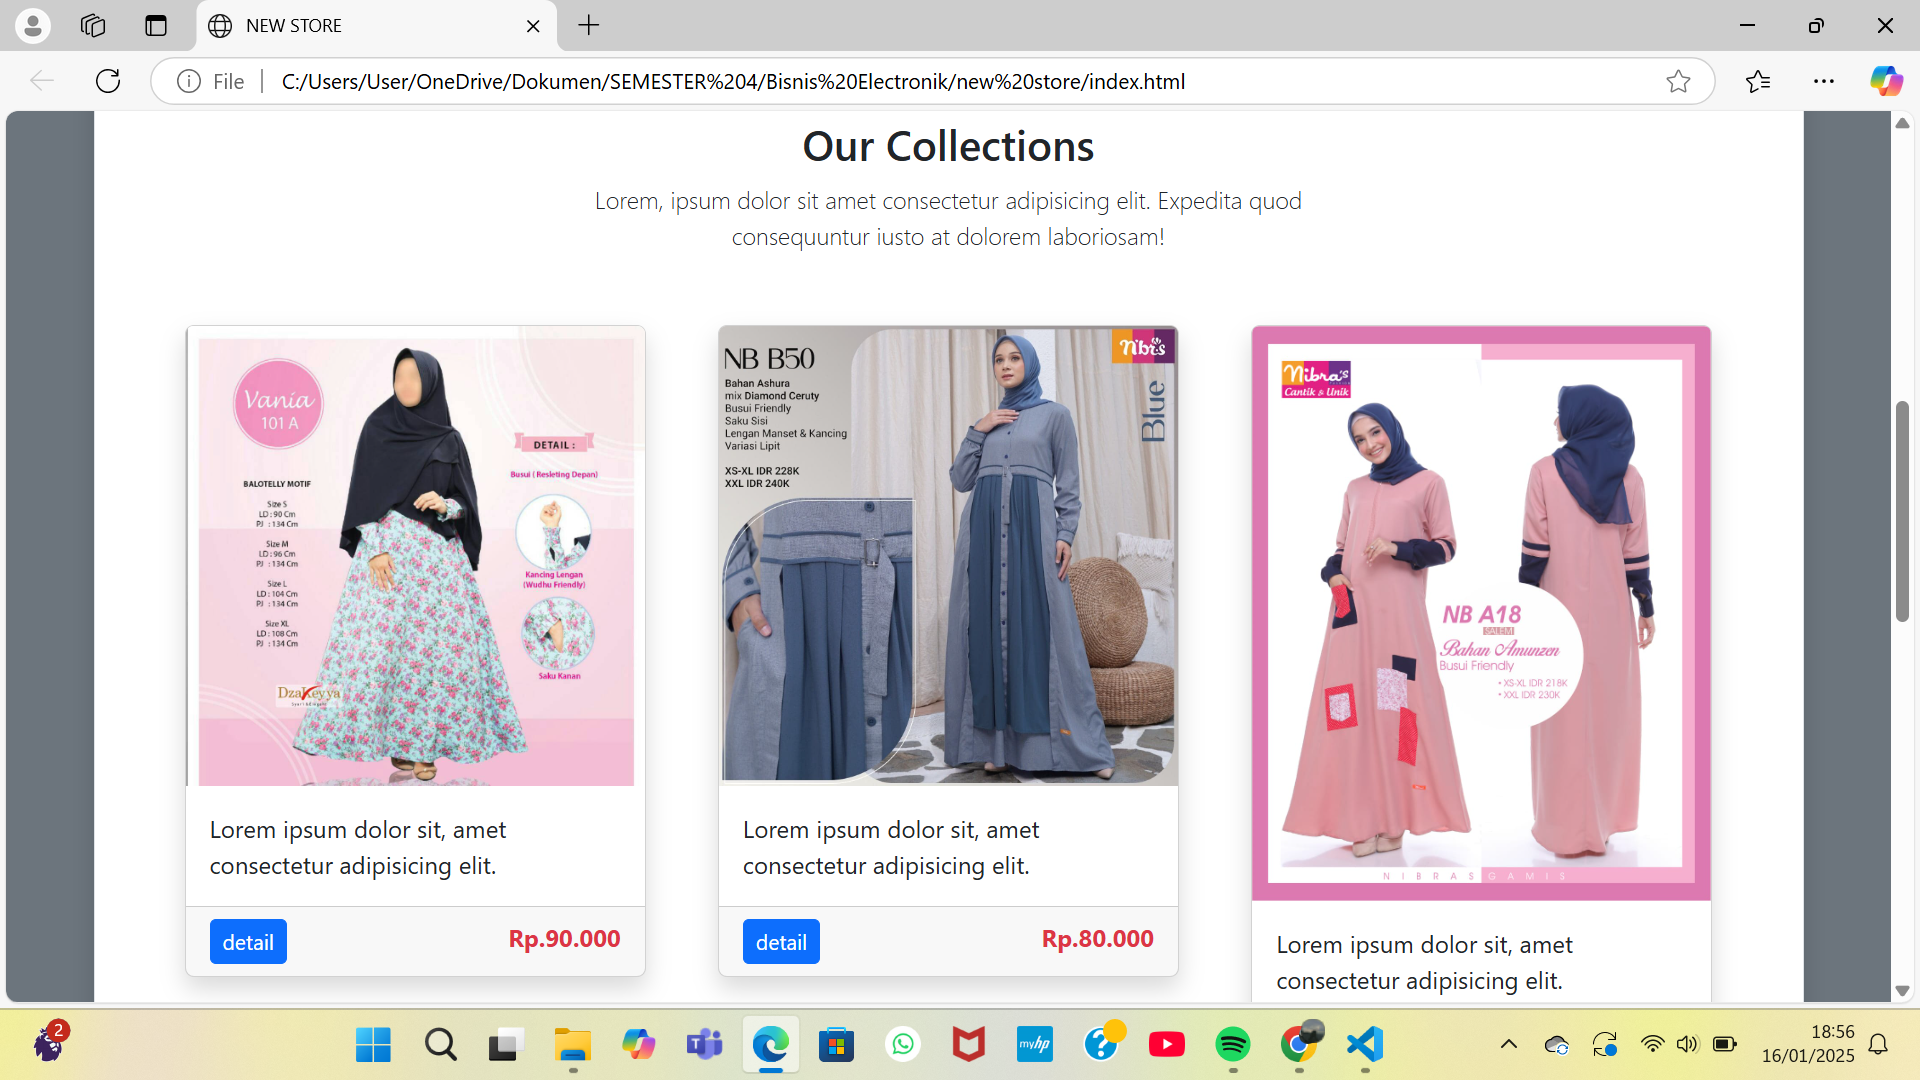 NEW STORE
File
C:/Users/User/OneDrive/Dokumen/SEMESTER%204/Bisnis%20Electronik/new%20store/index.html
Our Collections
Lorem, ipsum dolor sit amet consectetur adipisicing elit. Expedita quod
consequuntur iusto at dolorem laboriosam!
Vania
101 A
DETAIL :
Busui ( Resleting Depan)
BALOTELLY MOTIF
Size S
LD : 90 Cm
PJ : 134 Cm
Size M
LD : 96 Cm
PJ : 134 Cm
Size L
LD : 104 Cm
PJ : 134 Cm
Size XL
LD : 108 Cm
PJ : 134 Cm
Kancing Lengan
(Wudhu Friendly)
Saku Kanan
Dzakeyya
Lorem ipsum dolor sit, amet
consectetur adipisicing elit.
detail
Rp.90.000
NB B50
Bahan Ashura
mix Diamond Ceruty
Busui Friendly
Saku Sisi
Lengan Manset & Kancing
Variasi Lipit
XS-XL IDR 228K
XXL IDR 240K
Blue
Lorem ipsum dolor sit, amet
consectetur adipisicing elit.
detail
Rp.80.000
Nibra's
Cantik & Unik
NB A18
SALEM
Bahan Amunzen
Busui Friendly
• XS-XL IDR 218K
• XXL IDR 230K
NIBRASGAMIS
Lorem ipsum dolor sit, amet
consectetur adipisicing elit.
2
myhp
18:56
16/01/2025